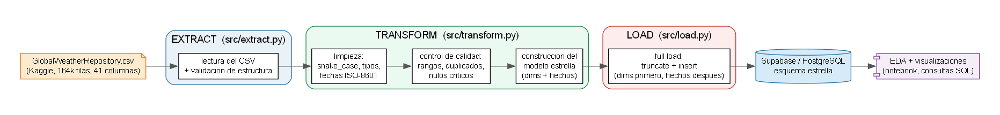 GlobalWeatherRepository.csv
(Kaggle, 164k filas, 41 columnas)
EXTRACT (src/extract.py)
lectura del CSV
+ validacion de estructura
TRANSFORM (src/transform.py)
limpieza:
snake_case, tipos,
fechas ISO-8601
control de calidad:
rangos, duplicados,
nulos criticos
construccion del
modelo estrella
(dims + hechos)
LOAD (src/load.py)
full load:
truncate + insert
(dims primero, hechos despues)
Supabase / PostgreSQL
esquema estrella
EDA + visualizaciones
(notebook, consultas SQL)